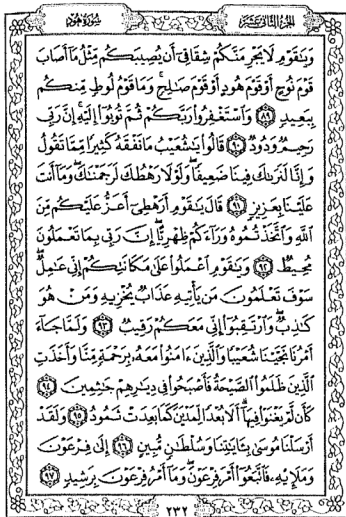 الجزء الثاني عشر
سورة هود
وَيَٰقَوْمِ لَا يَجْرِمَنَّكُمْ شِقَاقِىٓ أَن يُصِيبَكُم مِّثْلُ مَآ أَصَابَ
قَوْمَ نُوحٍ أَوْ قَوْمَ هُودٍ أَوْ قَوْمَ صَٰلِحٍ ۚ وَمَا قَوْمُ لُوطٍ مِّنكُم
بِبَعِيدٍ ٨٩ وَٱسْتَغْفِرُوا۟ رَبَّكُمْ ثُمَّ تُوبُوٓا۟ إِلَيْهِ ۚ إِنَّ رَبِّى
رَحِيمٌ وَدُودٌ ٩٠ قَالُوا۟ يَٰشُعَيْبُ مَا نَفْقَهُ كَثِيرًا مِّمَّا تَقُولُ
وَإِنَّا لَنَرَىٰكَ فِينَا ضَعِيفًا ۖ وَلَوْلَا رَهْطُكَ لَرَجَمْنَٰكَ ۖ وَمَآ أَنتَ
عَلَيْنَا بِعَزِيزٍ ٩١ قَالَ يَٰقَوْمِ أَرَهْطِىٓ أَعَزُّ عَلَيْكُم مِّنَ
ٱللَّهِ وَٱتَّخَذْتُمُوهُ وَرَآءَكُمْ ظِهْرِيًّا ۖ إِنَّ رَبِّى بِمَا تَعْمَلُونَ
مُحِيطٌ ٩٢ وَيَٰقَوْمِ ٱعْمَلُوا۟ عَلَىٰ مَكَانَتِكُمْ إِنِّى عَٰمِلٌ ۖ
سَوْفَ تَعْلَمُونَ مَن يَأْتِيهِ عَذَابٌ يُخْزِيهِ وَمَنْ هُوَ
كَٰذِبٌ ۖ وَٱرْتَقِبُوٓا۟ إِنِّى مَعَكُمْ رَقِيبٌ ٩٣ وَلَمَّا جَآءَ
أَمْرُنَا نَجَّيْنَا شُعَيْبًا وَٱلَّذِينَ ءَامَنُوا۟ مَعَهُۥ بِرَحْمَةٍ مِّنَّا وَأَخَذَتِ
ٱلَّذِينَ ظَلَمُوا۟ ٱلصَّيْحَةُ فَأَصْبَحُوا۟ فِى دِيَٰرِهِمْ جَٰثِمِينَ ٩٤
كَأَن لَّمْ يَغْنَوْا۟ فِيهَآ ۗ أَلَا بُعْدًا لِّمَدْيَنَ كَمَا بَعِدَتْ ثَمُودُ ٩٥ وَلَقَدْ
أَرْسَلْنَا مُوسَىٰ بِـَٔايَٰتِنَا وَسُلْطَٰنٍ مُّبِينٍ ٩٦ إِلَىٰ فِرْعَوْنَ
وَمَلَإِي۟هِۦ فَٱتَّبَعُوٓا۟ أَمْرَ فِرْعَوْنَ ۖ وَمَآ أَمْرُ فِرْعَوْنَ بِرَشِيدٍ ٩٧
٢٣٢